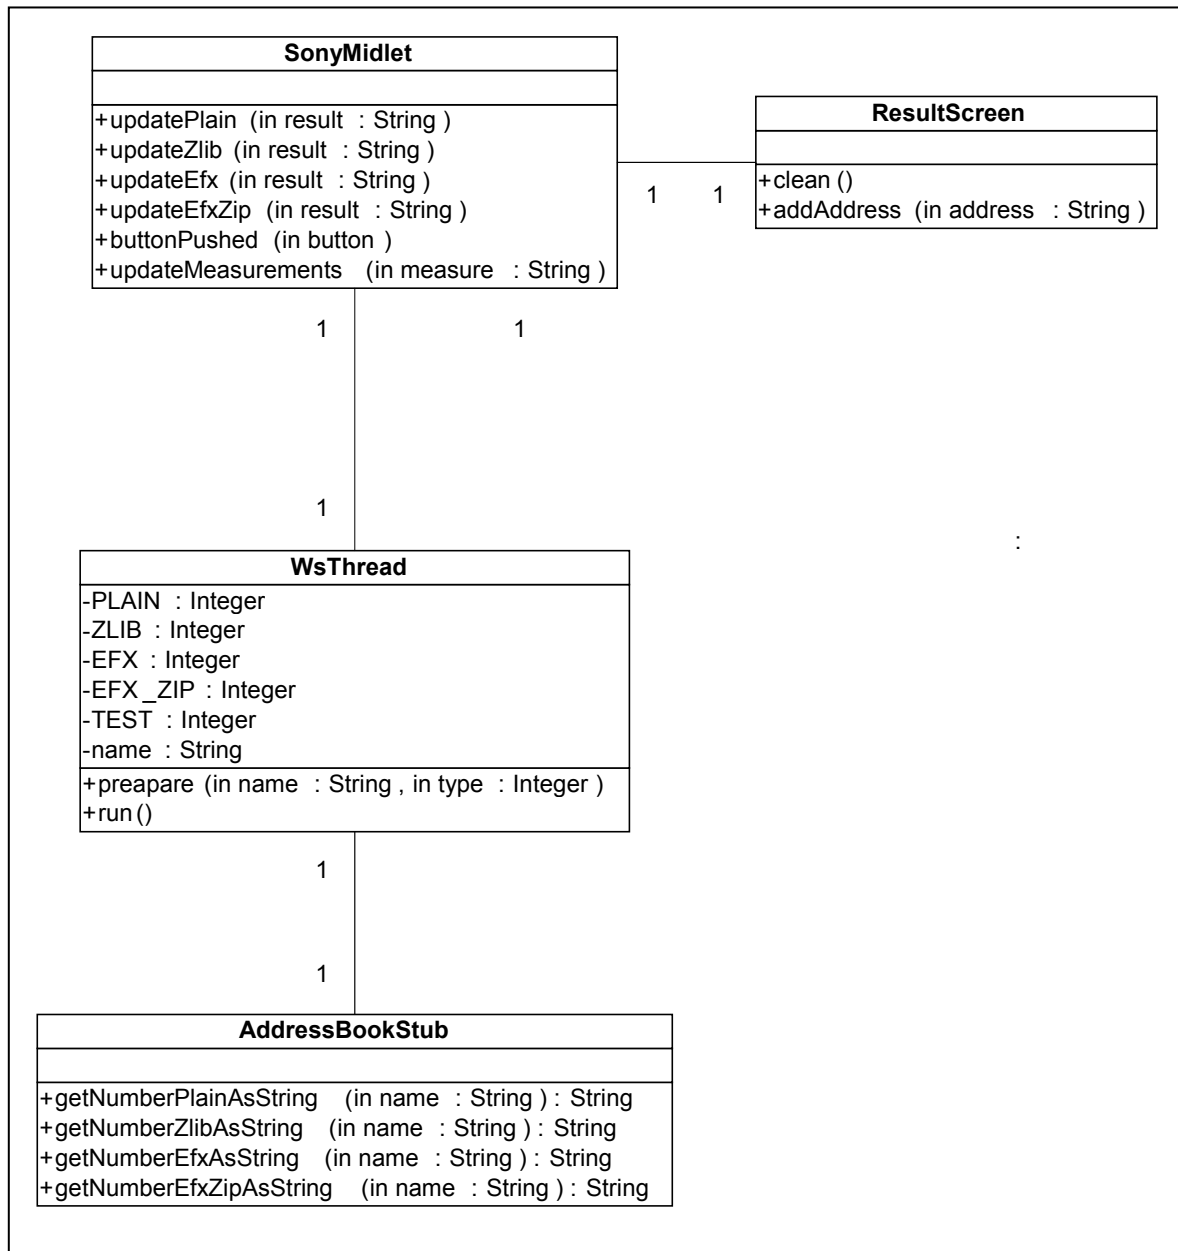 SonyMidlet
+updatePlain (in result : String )
+updateZlib (in result : String )
+updateEfx (in result : String )
+updateEfxZip (in result : String )
+buttonPushed (in button )
+updateMeasurements (in measure : String )
ResultScreen
+clean ()
+addAddress (in address : String )
1 1
1 1
1
:
WsThread
-PLAIN : Integer
-ZLIB : Integer
-EFX : Integer
-EFX _ZIP : Integer
-TEST : Integer
-name : String
+preapare (in name : String , in type : Integer )
+run ()
1
1
AddressBookStub
+getNumberPlainAsString (in name : String ) : String
+getNumberZlibAsString (in name : String ) : String
+getNumberEfxAsString (in name : String ) : String
+getNumberEfxZipAsString (in name : String ) : String